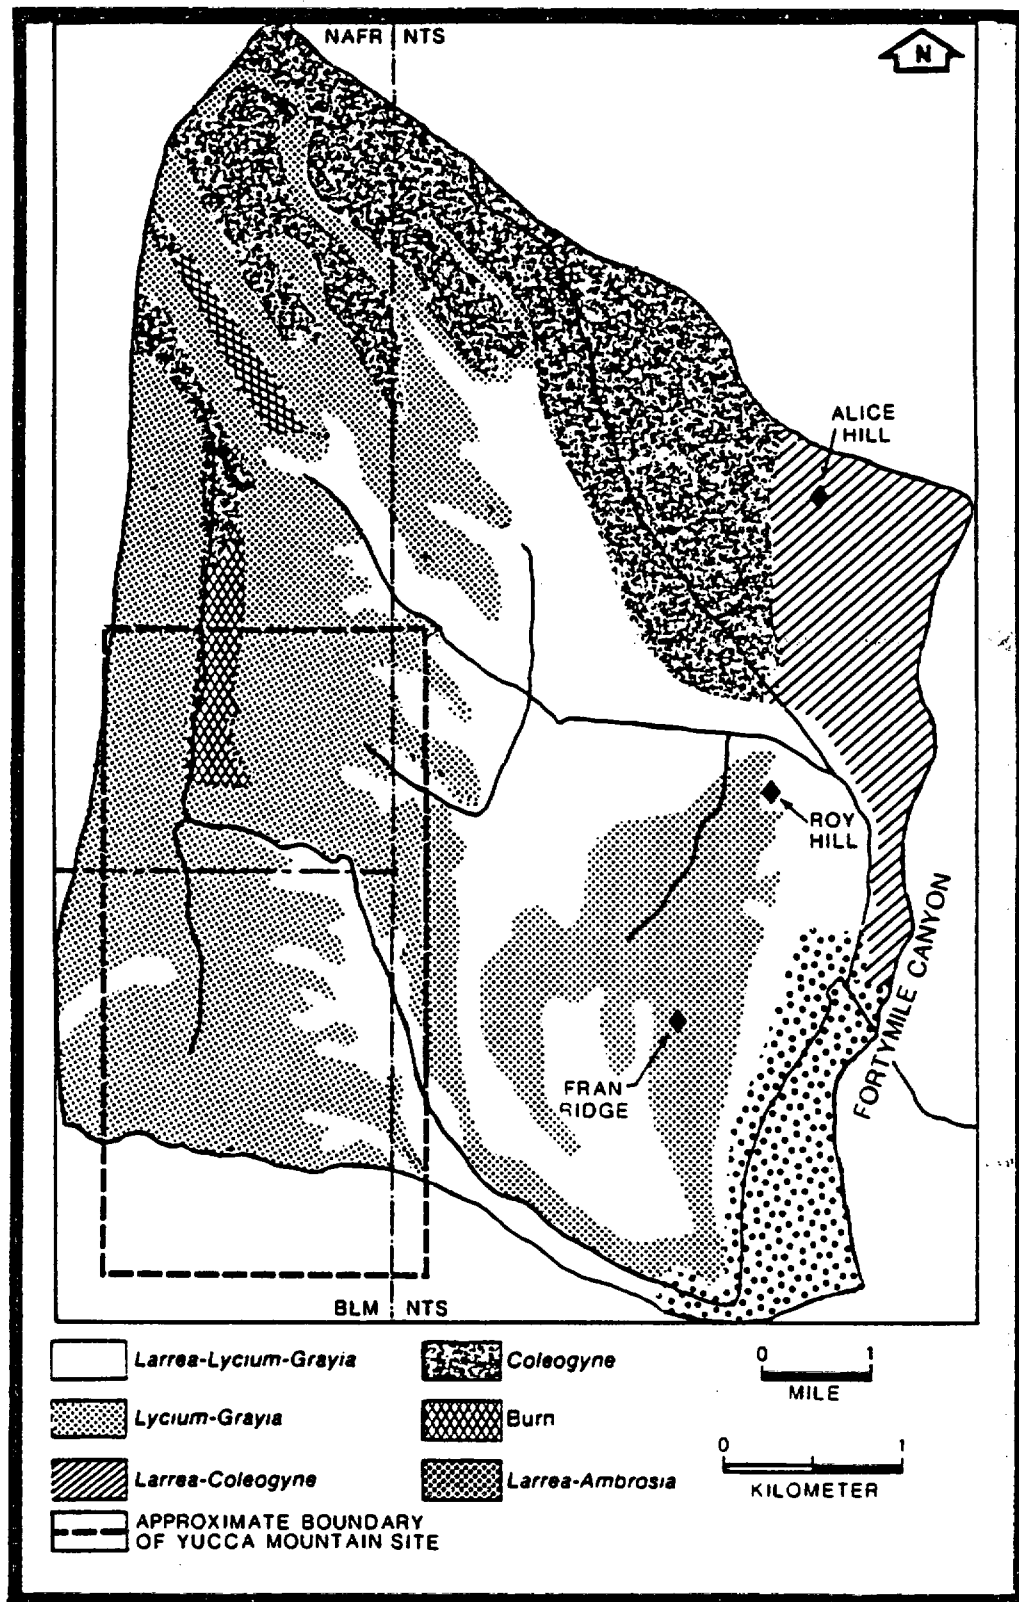 NAFR NTS
N
ALICE
HILL
ROY
HILL
FORTYMILE CANYON
FRAN
RIDGE
BLM NTS
Larrea-Lycium-Grayia
Coleogyne
0 1
MILE
Lycium-Grayia
Burn
0 1
KILOMETER
Larrea-Coleogyne
Larrea-Ambrosia
APPROXIMATE BOUNDARY
OF YUCCA MOUNTAIN SITE